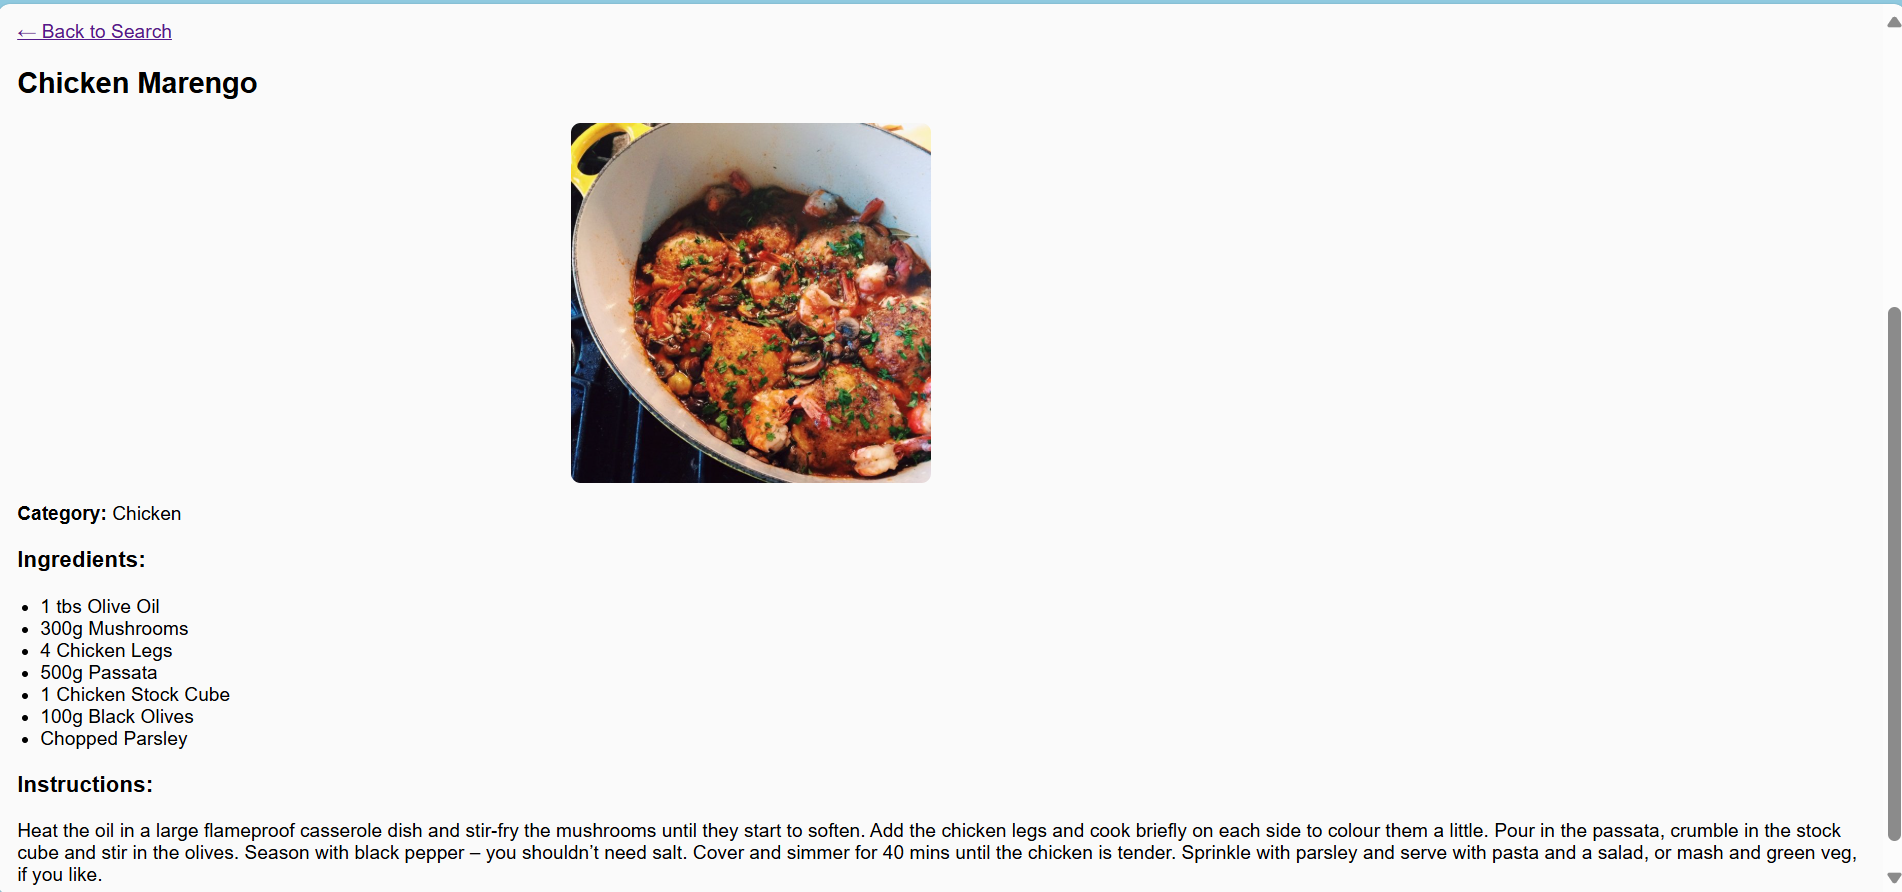 ← Back to Search
Chicken Marengo
Category: Chicken
Ingredients:
• 1 tbs Olive Oil
• 300g Mushrooms
• 4 Chicken Legs
• 500g Passata
• 1 Chicken Stock Cube
• 100g Black Olives
• Chopped Parsley
Instructions:
Heat the oil in a large flameproof casserole dish and stir-fry the mushrooms until they start to soften. Add the chicken legs and cook briefly on each side to colour them a little. Pour in the passata, crumble in the stock
cube and stir in the olives. Season with black pepper – you shouldn’t need salt. Cover and simmer for 40 mins until the chicken is tender. Sprinkle with parsley and serve with pasta and a salad, or mash and green veg,
if you like.